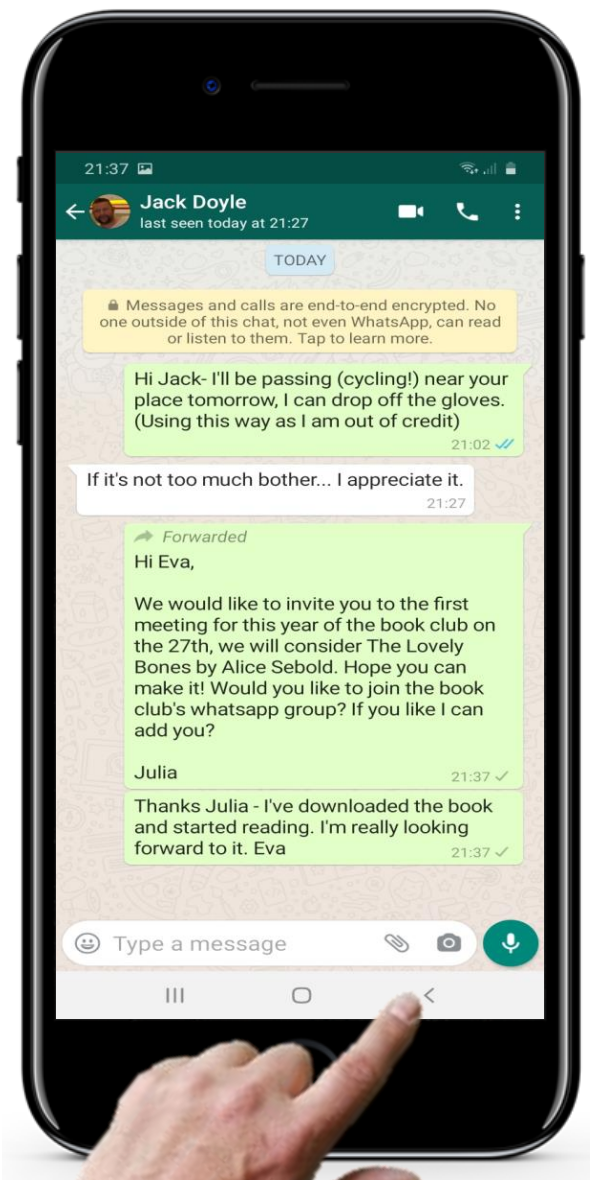 21:37
Jack Doyle
last seen today at 21:27
TODAY
Messages and calls are end-to-end encrypted. No
one outside of this chat, not even WhatsApp, can read
or listen to them. Tap to learn more.
Hi Jack- I'll be passing (cycling!) near your
place tomorrow, I can drop off the gloves.
(Using this way as I am out of credit)
21:02
If it's not too much bother... I appreciate it.
21:27
Forwarded
Hi Eva,
We would like to invite you to the first
meeting for this year of the book club on
the 27th, we will consider The Lovely
Bones by Alice Sebold. Hope you can
make it! Would you like to join the book
club's whatsapp group? If you like I can
add you?
Julia
21:37
Thanks Julia - I've downloaded the book
and started reading. I'm really looking
forward to it. Eva
21:37
Type a message